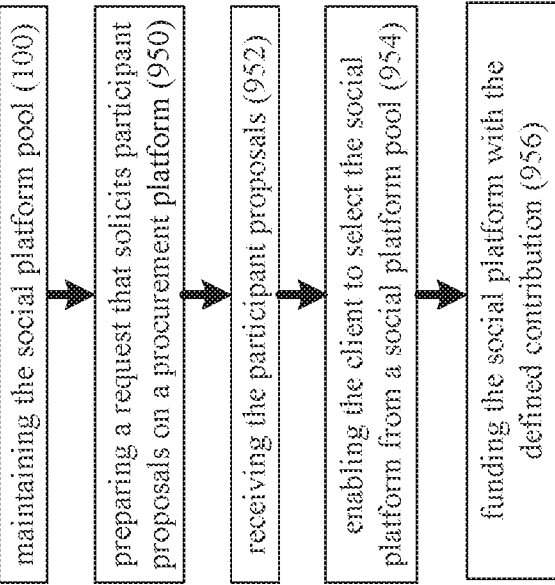 maintaining the social platform pool (100)
preparing a request that solicits participant
proposals on a procurement platform (950)
receiving the participant proposals (952)
enabling the client to select the social
platform from a social platform pool (954)
funding the social platform with the
defined contribution (956)